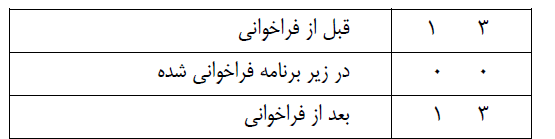 قبل از فراخوانی ۱ ۳
در زیر برنامه فراخوانی شده ۰ ۰
بعد از فراخوانی ۱ ۳